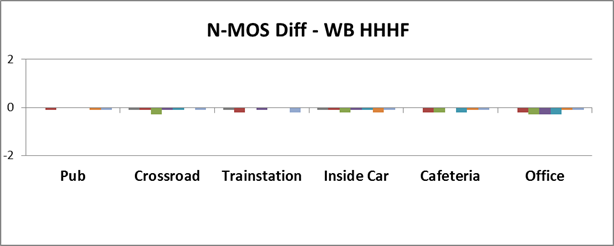 N-MOS Diff - WB HHHF
2
0
-2
Pub Crossroad Trainstation Inside Car Cafeteria Office